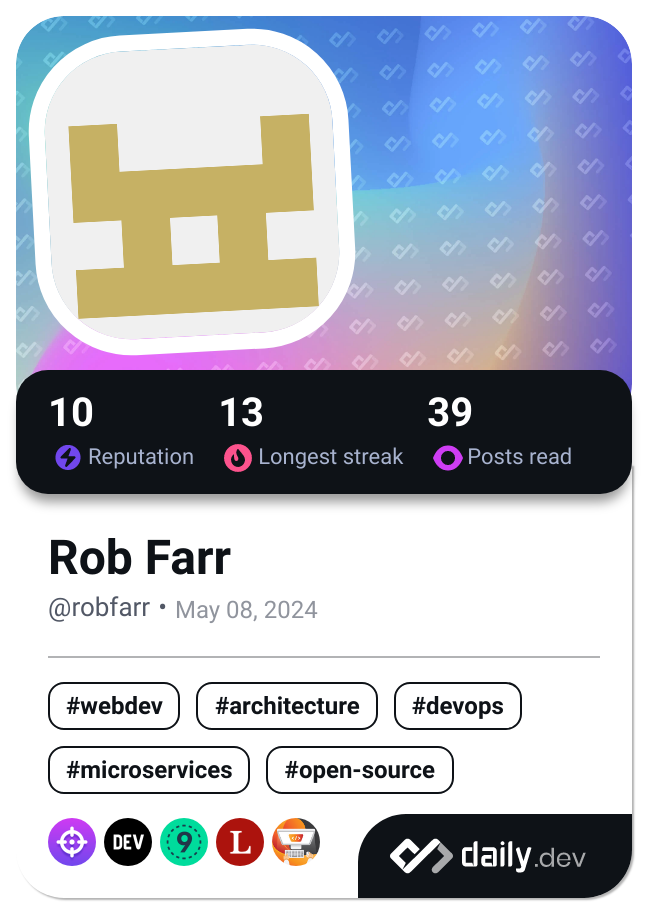 10 13 39
Reputation Longest streak Posts read
Rob Farr
@robfarr • May 08, 2024
#webdev #architecture #devops
#microservices #open-source
DEV 9 L
daily.dev